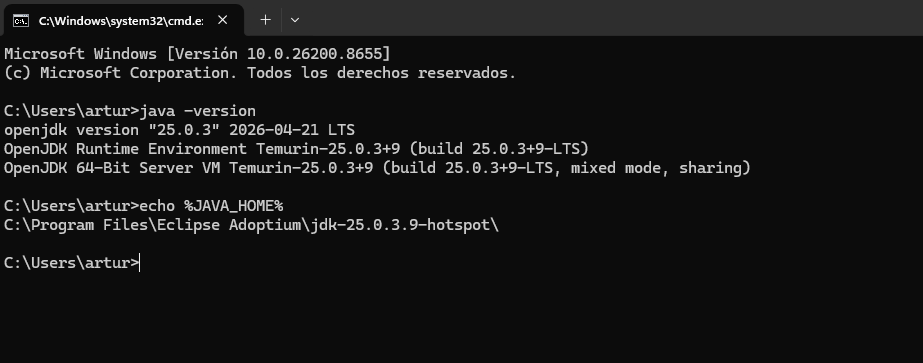 C:\Windows\system32\cmd.e:
Microsoft Windows [Versión 10.0.26200.8655]
(c) Microsoft Corporation. Todos los derechos reservados.
C:\Users\artur>java -version
openjdk version "25.0.3" 2026-04-21 LTS
OpenJDK Runtime Environment Temurin-25.0.3+9 (build 25.0.3+9-LTS)
OpenJDK 64-Bit Server VM Temurin-25.0.3+9 (build 25.0.3+9-LTS, mixed mode, sharing)
C:\Users\artur>echo %JAVA_HOME%
C:\Program Files\Eclipse Adoptium\jdk-25.0.3.9-hotspot\
C:\Users\artur>